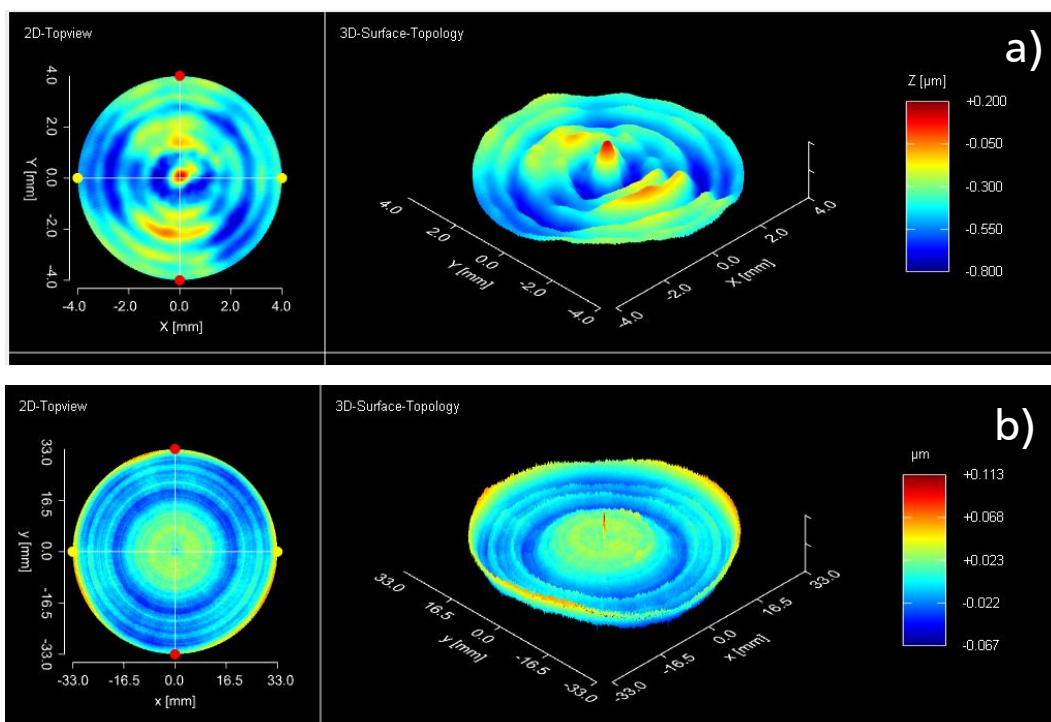 2D-Topview
3D-Surface-Topology
a)
4.0
2.0
0.0
-2.0
-4.0
Y [mm]
-4.0 -2.0 0.0 2.0 4.0
X [mm]
4.0
2.0
0.0
-2.0
-4.0
Y [mm]
-4.0
-2.0
0.0
2.0
4.0
X [mm]
Z [µm]
+0.200
-0.050
-0.300
-0.550
-0.800
2D-Topview
3D-Surface-Topology
b)
33.0
16.5
0.0
-16.5
-33.0
y [mm]
-33.0 -16.5 0.0 16.5 33.0
x [mm]
33.0
16.5
0.0
-16.5
-33.0
y [mm]
-33.0
-16.5
0.0
16.5
33.0
x [mm]
µm
+0.113
+0.068
+0.023
-0.022
-0.067